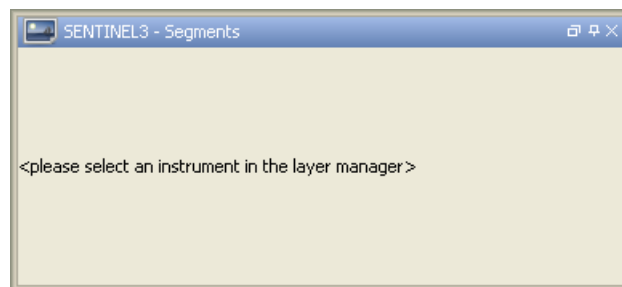 SENTINEL3 - Segments
<please select an instrument in the layer manager>